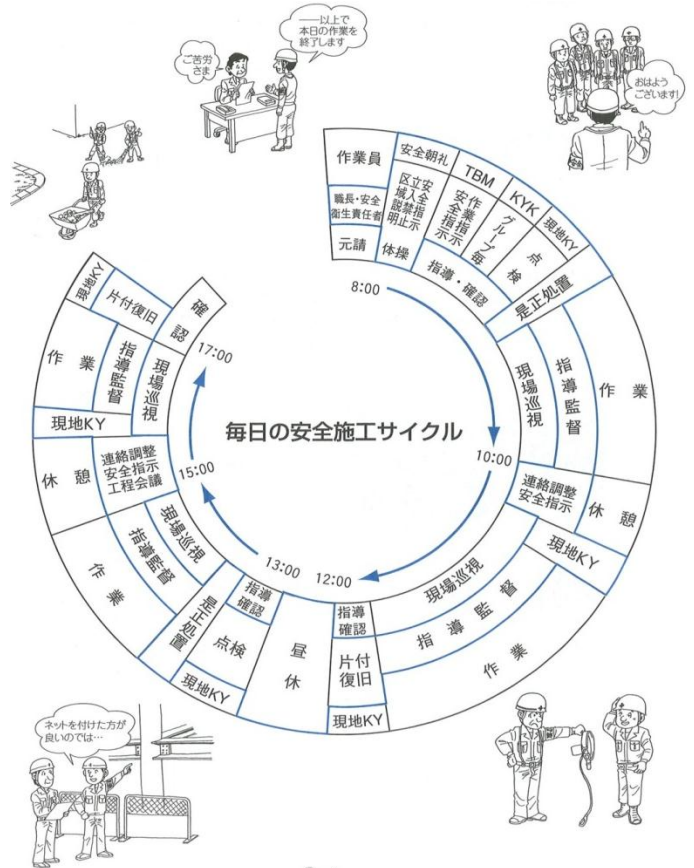 ――以上で
本日の作業を
終了します
ご苦労
さま
おはよう
ございます!
毎日の安全施工サイクル
作業員
職長・安全
衛生責任者
元請
安全朝礼
安全指示
立入禁止
区域説明
体操
TBM
作業指示
安全指示
KYK
グループ毎
指導・確認
現地KY
点検
是正処置
8:00
作業
指導監督
現場巡視
10:00
休憩
連絡調整
安全指示
現地KY
作業
指導監督
現場巡視
12:00
指導
確認
片付
復旧
現地KY
昼休
13:00
指導
確認
点検
現地KY
是正処置
現場巡視
指導監督
作業
15:00
連絡調整
安全指示
工程会議
休憩
現地KY
作業
指導監督
現場巡視
17:00
現地KY
片付復旧
確認
ネットを付けた方が
良いのでは…